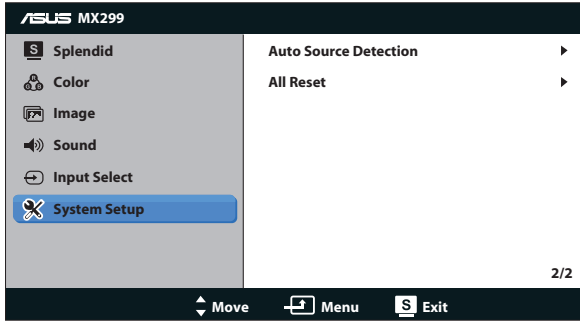 ASUS MX299
S Splendid
Color
Image
Sound
Input Select
System Setup
Auto Source Detection
All Reset
2/2
Move Menu S Exit